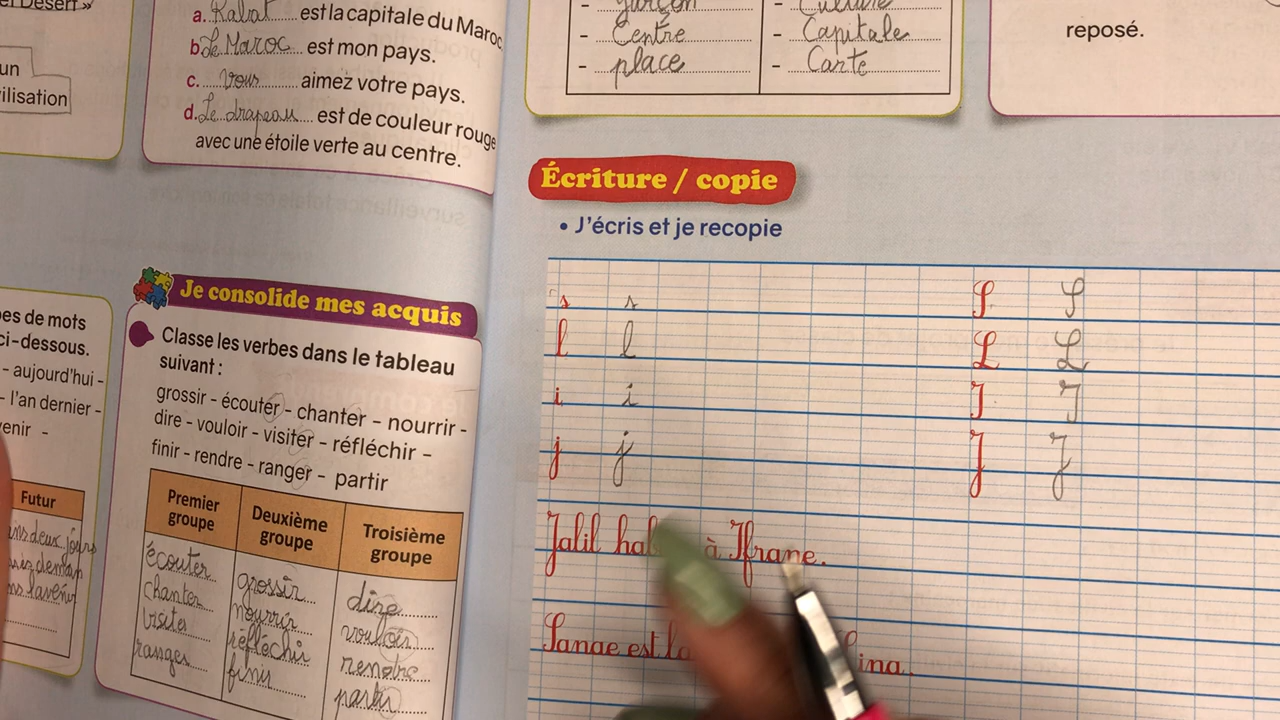 Désert »
un
ilisation
a. Rabat est la capitale du Maroc
b. Le Maroc est mon pays.
c. vous aimez votre pays.
d. Le drapeau est de couleur rouge
avec une étoile verte au centre.
es de mots
ci-dessous.
- aujourd'hui -
- l'an dernier -
venir -
Futur
Je consolide mes acquis
Classe les verbes dans le tableau
suivant :
grossir - écouter - chanter - nourrir -
dire - vouloir - visiter - réfléchir -
finir - rendre - ranger - partir
Premier groupe Deuxième groupe Troisième groupe
écouter grossir dire
chanter nourrir vouloir
visiter réfléchir rendre
ranger finir partir
- garçon - Culture
- Centre - Capitale
- place - Carte
reposé.
Écriture / copie
• J'écris et je recopie
s s S S
l l L L
i i I I
j j J J
Jalil à Ifrane.
Sanae est